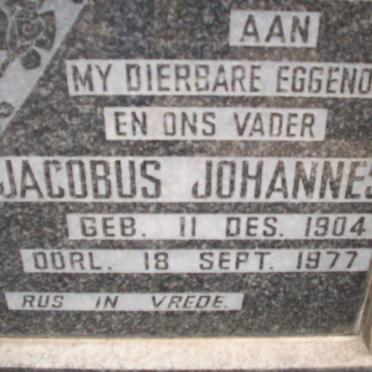 AAN
MY DIERBARE EGGENO
EN ONS VADER
JACOBUS JOHANNES
GEB. 11 DES. 1904
OORL. 18 SEPT. 1977
RUS IN VREDE.